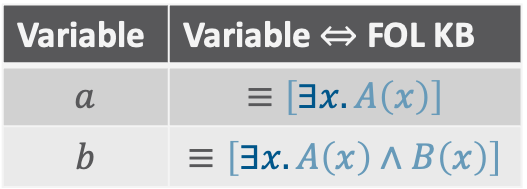 Variable Variable ⇔ FOL KB
a ≡ [∃x. A(x)]
b ≡ [∃x. A(x) ∧ B(x)]